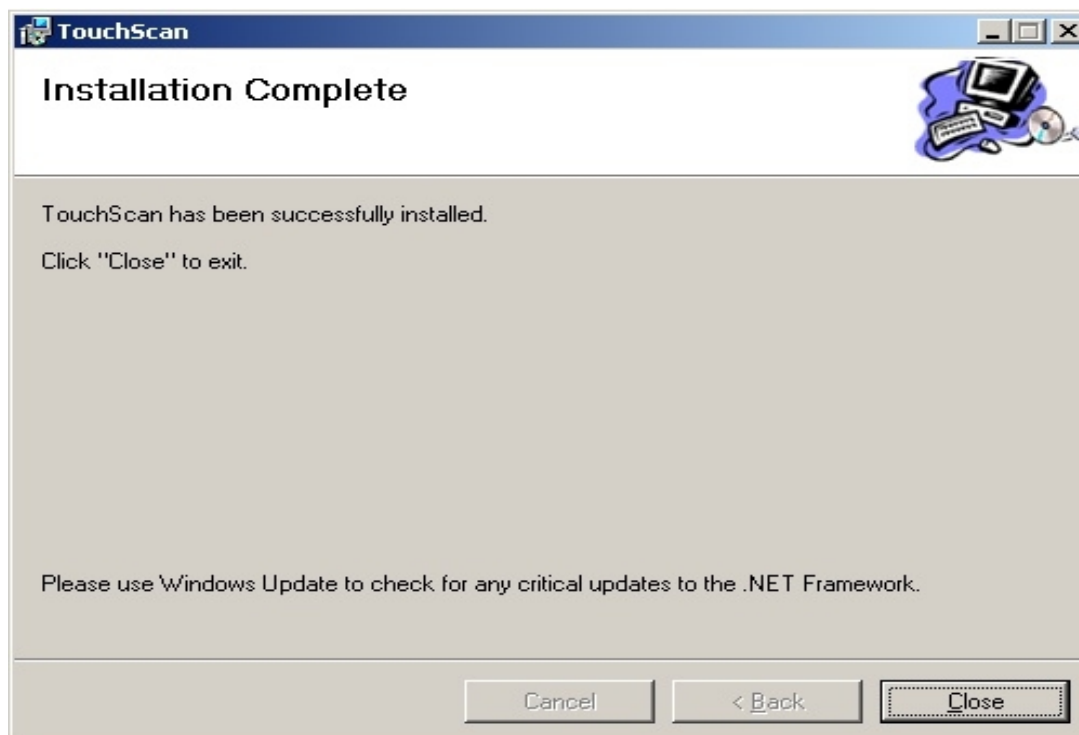 TouchScan
Installation Complete
TouchScan has been successfully installed.
Click "Close" to exit.
Please use Windows Update to check for any critical updates to the .NET Framework.
Cancel
< Back
Close